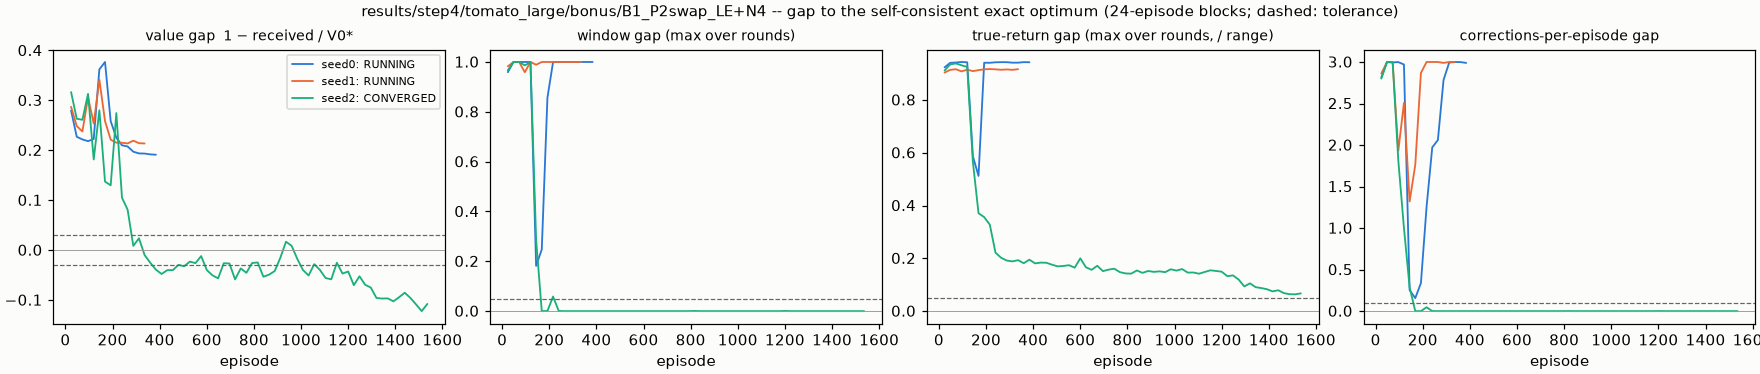 results/step4/tomato_large/bonus/B1_P2swap_LE+N4 -- gap to the self-consistent exact optimum (24-episode blocks; dashed: tolerance)
value gap 1 − received / V0*
0.4
0.3
0.2
0.1
0.0
−0.1
seed0: RUNNING
seed1: RUNNING
seed2: CONVERGED
0 200 400 600 800 1000 1200 1400 1600
episode
window gap (max over rounds)
1.0
0.8
0.6
0.4
0.2
0.0
0 200 400 600 800 1000 1200 1400 1600
episode
true-return gap (max over rounds, / range)
0.8
0.6
0.4
0.2
0.0
0 200 400 600 800 1000 1200 1400 1600
episode
corrections-per-episode gap
3.0
2.5
2.0
1.5
1.0
0.5
0.0
0 200 400 600 800 1000 1200 1400 160
episode